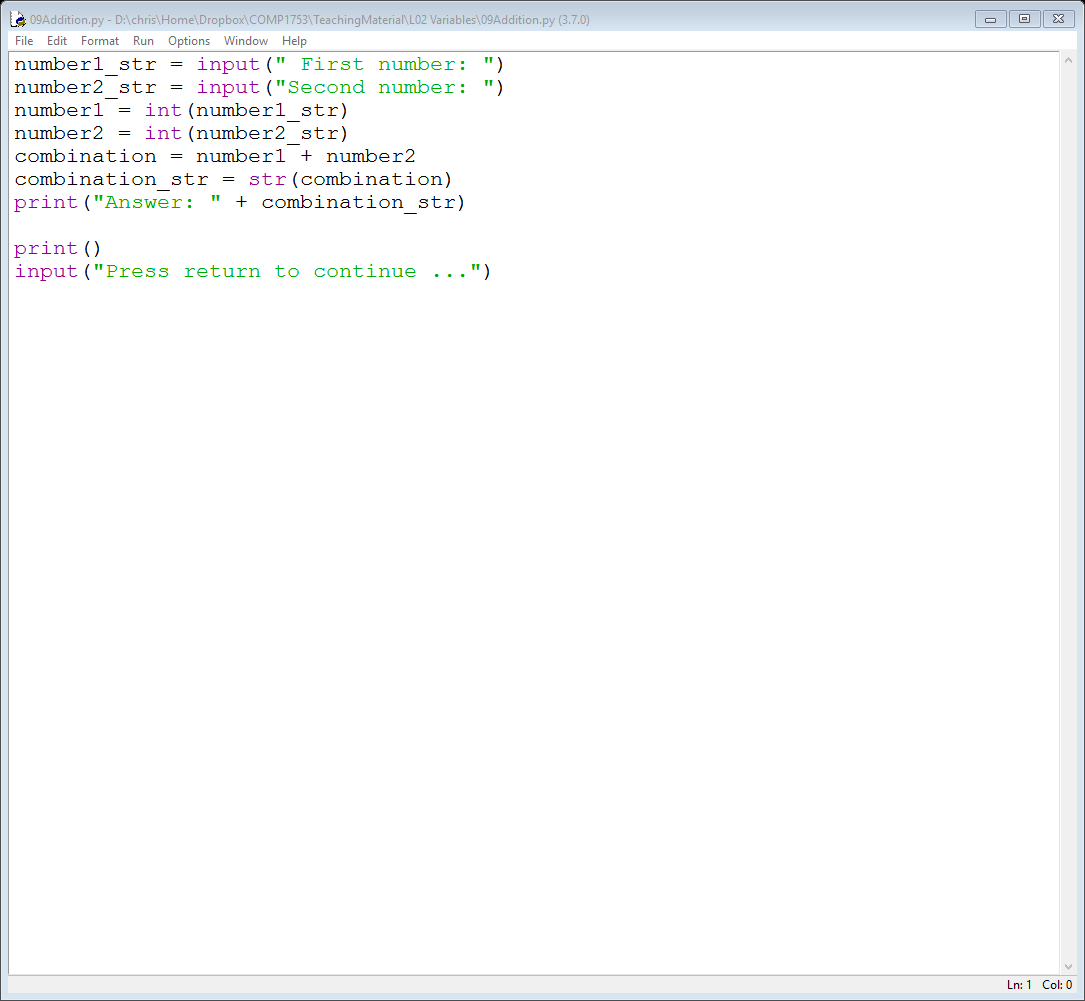 09Addition.py - D:\chris\Home\Dropbox\COMP1753\TeachingMaterial\L02 Variables\09Addition.py (3.7.0)
File Edit Format Run Options Window Help
number1_str = input(" First number: ")
number2_str = input("Second number: ")
number1 = int(number1_str)
number2 = int(number2_str)
combination = number1 + number2
combination_str = str(combination)
print("Answer: " + combination_str)

print()
input("Press return to continue ...")
Ln: 1 Col: 0